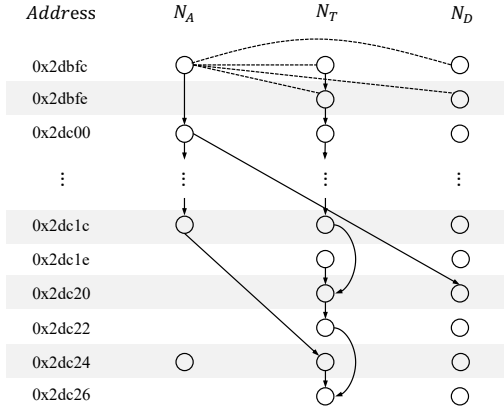 Address N_A N_T N_D
0x2dbfc
0x2dbfe
0x2dc00
⋮ ⋮ ⋮ ⋮
0x2dc1c
0x2dc1e
0x2dc20
0x2dc22
0x2dc24
0x2dc26